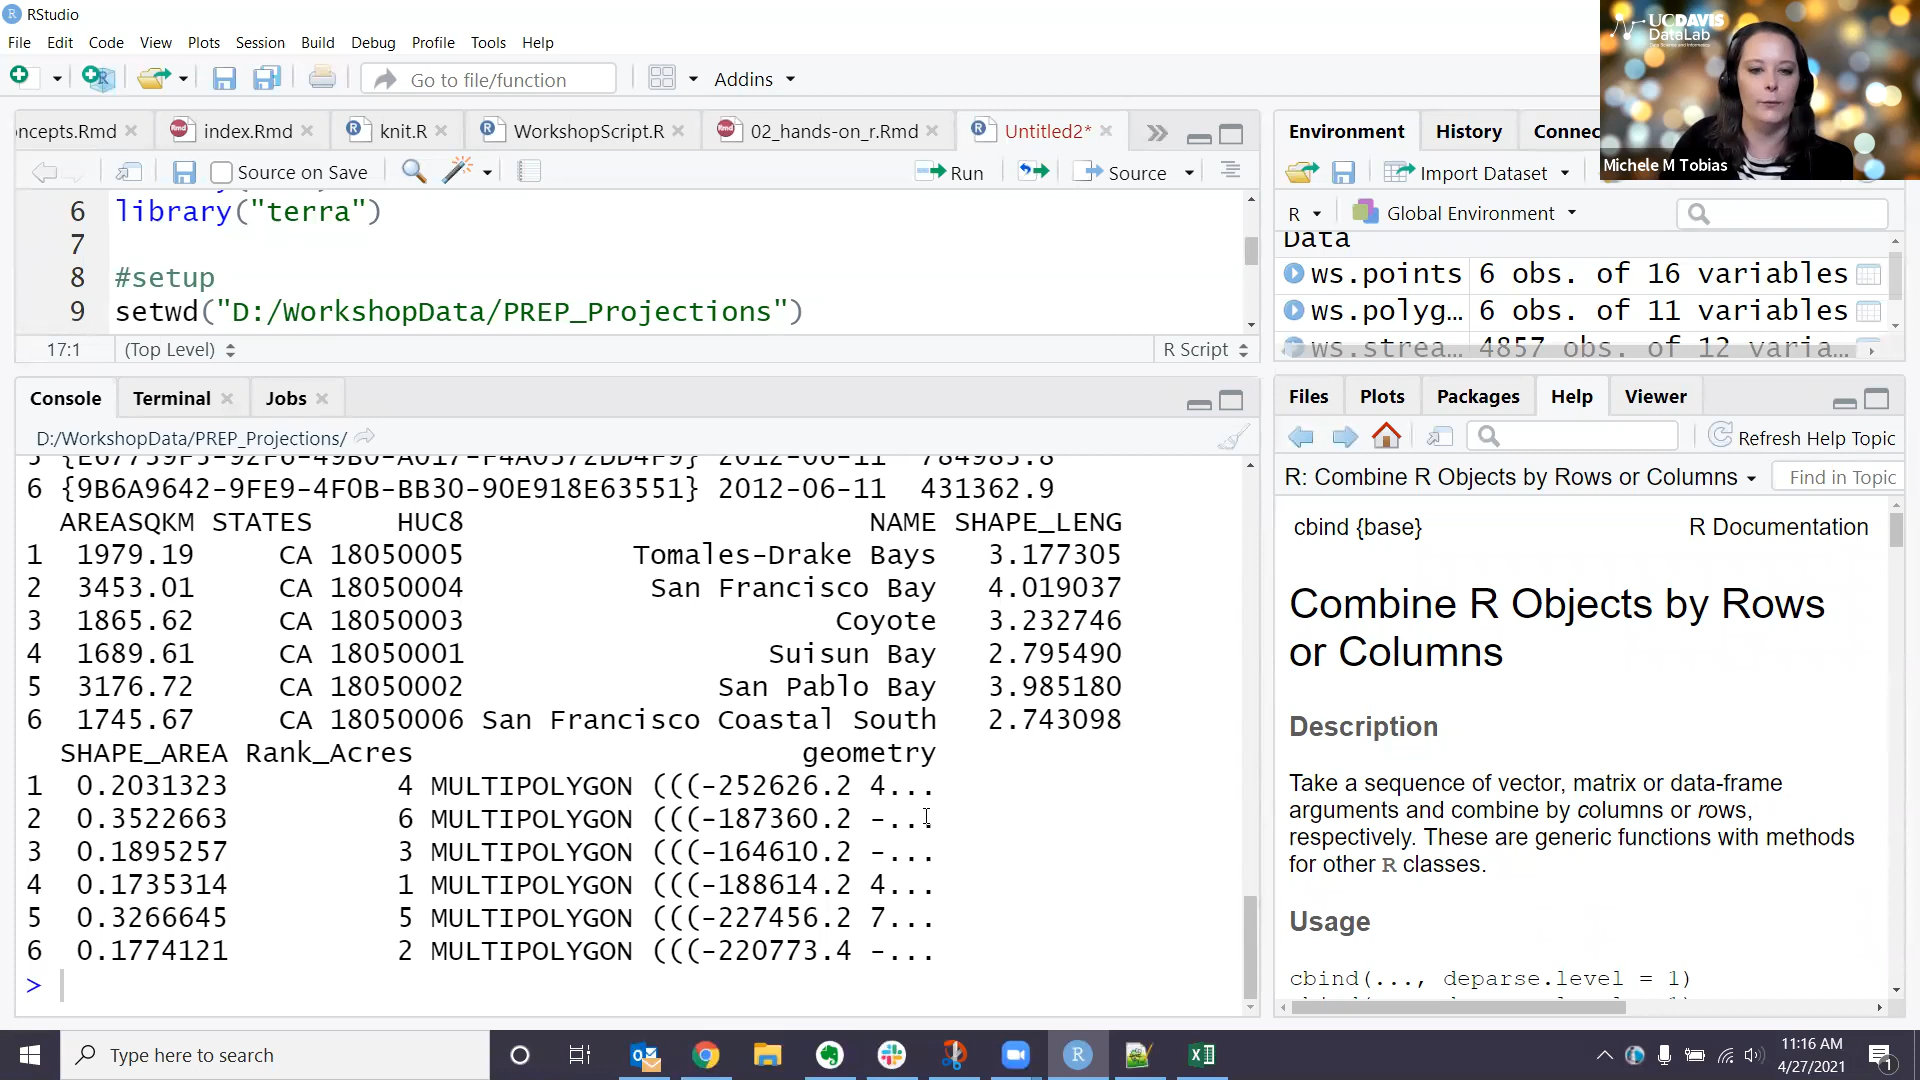 RStudio
File Edit Code View Plots Session Build Debug Profile Tools Help
Go to file/function
Addins
UCDAVIS
DataLab
Michele M Tobias
ncepts.Rmd
index.Rmd
knit.R
WorkshopScript.R
02_hands-on_r.Rmd
Untitled2*
Source on Save
Run
Source
6 library("terra")
7
8 #setup
9 setwd("D:/WorkshopData/PREP_Projections")
17:1 (Top Level) R Script
Environment History Connec
Import Dataset
R Global Environment
Data
ws.points 6 obs. of 16 variables
ws.polyg... 6 obs. of 11 variables
ws.strea... 4857 obs. of 12 varia...
Console Terminal Jobs
D:/WorkshopData/PREP_Projections/
5 {E67759F5-92F6-49B0-A017-F4A0572DD4F9} 2012-06-11 784985.8
6 {9B6A9642-9FE9-4F0B-BB30-90E918E63551} 2012-06-11 431362.9
AREASQKM STATES HUC8 NAME SHAPE_LENG
1 1979.19 CA 18050005 Tomales-Drake Bays 3.177305
2 3453.01 CA 18050004 San Francisco Bay 4.019037
3 1865.62 CA 18050003 Coyote 3.232746
4 1689.61 CA 18050001 Suisun Bay 2.795490
5 3176.72 CA 18050002 San Pablo Bay 3.985180
6 1745.67 CA 18050006 San Francisco Coastal South 2.743098
SHAPE_AREA Rank_Acres geometry
1 0.2031323 4 MULTIPOLYGON (((-252626.2 4...
2 0.3522663 6 MULTIPOLYGON (((-187360.2 -...
3 0.1895257 3 MULTIPOLYGON (((-164610.2 -...
4 0.1735314 1 MULTIPOLYGON (((-188614.2 4...
5 0.3266645 5 MULTIPOLYGON (((-227456.2 7...
6 0.1774121 2 MULTIPOLYGON (((-220773.4 -...
>
Files Plots Packages Help Viewer
Refresh Help Topic
R: Combine R Objects by Rows or Columns
Find in Topic
cbind {base} R Documentation
Combine R Objects by Rows
or Columns
Description
Take a sequence of vector, matrix or data-frame
arguments and combine by columns or rows,
respectively. These are generic functions with methods
for other R classes.
Usage
cbind(..., deparse.level = 1)
Type here to search
11:16 AM
4/27/2021
1